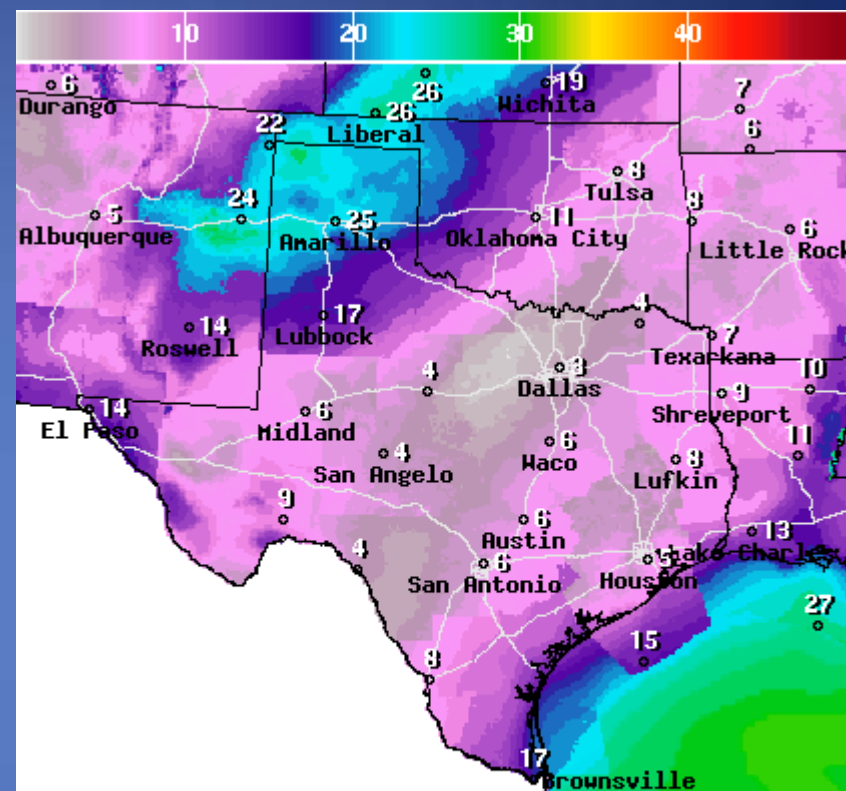 10 20 30 40
6
Durango
26
26
Liberal
19
Wichita
7
6
22
8
Tulsa
24
5
Albuquerque
25
Amarillo
11
Oklahoma City
8
6
Little Rock
14
Roswell
17
Lubbock
4
7
Texarkana
3
Dallas
4
14
El Paso
6
Midland
9
Shreveport
10
4
San Angelo
6
Waco
8
Lufkin
11
9
6
Austin
13
4
6
San Antonio
5
Houston
27
15
8
17
Brownsville